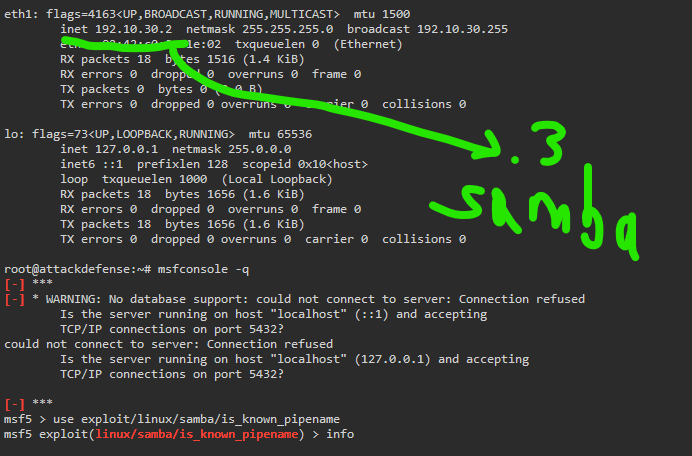 eth1: flags=4163<UP,BROADCAST,RUNNING,MULTICAST>  mtu 1500
inet 192.10.30.2  netmask 255.255.255.0  broadcast 192.10.30.255
txqueuelen 0  (Ethernet)
RX packets 18  bytes 1516 (1.4 KiB)
RX errors 0  dropped 0  overruns 0  frame 0
TX packets 0  bytes 0 B)
TX errors 0  dropped 0 overruns 0  carrier 0  collisions 0
.3
samba
lo: flags=73<UP,LOOPBACK,RUNNING>  mtu 65536
inet 127.0.0.1  netmask 255.0.0.0
inet6 ::1  prefixlen 128  scopeid 0x10<host>
loop  txqueuelen 1000  (Local Loopback)
RX packets 18  bytes 1656 (1.6 KiB)
RX errors 0  dropped 0  overruns 0  frame 0
TX packets 18  bytes 1656 (1.6 KiB)
TX errors 0  dropped 0 overruns 0  carrier 0  collisions 0
root@attackdefense:~# msfconsole -q
[-] ***
[-] * WARNING: No database support: could not connect to server: Connection refused
Is the server running on host "localhost" (::1) and accepting
TCP/IP connections on port 5432?
could not connect to server: Connection refused
Is the server running on host "localhost" (127.0.0.1) and accepting
TCP/IP connections on port 5432?
[-] ***
msf5 > use exploit/linux/samba/is_known_pipename
msf5 exploit(linux/samba/is_known_pipename) > info